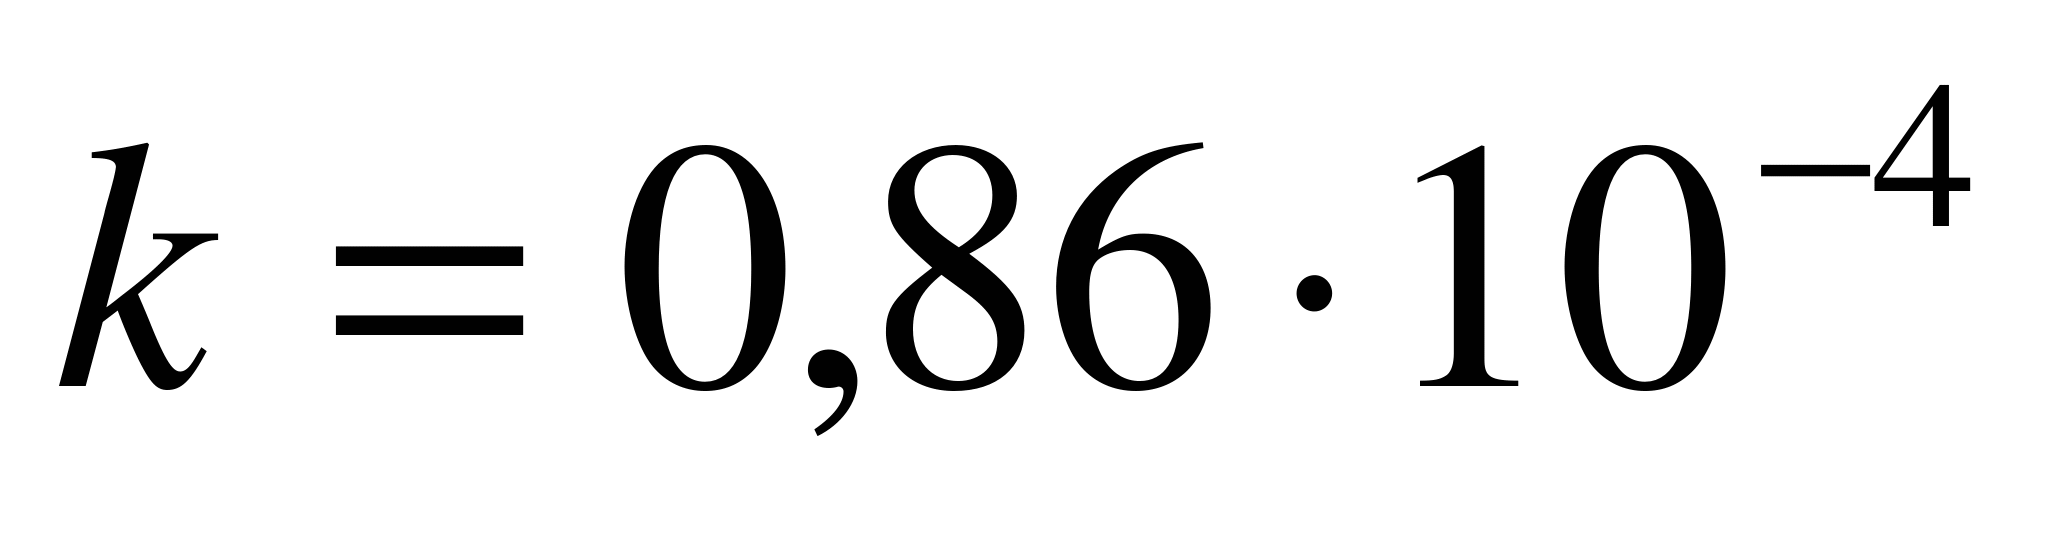 k = 0,86 · 10⁻⁴